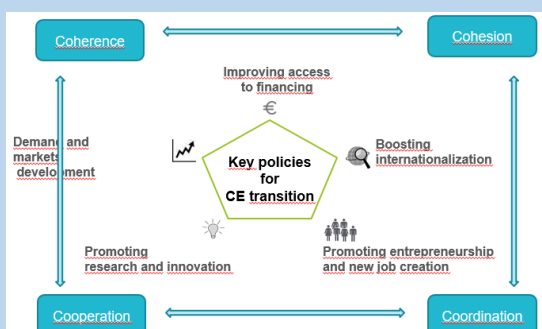 Coherence
Cohesion
Improving access
to financing
€
Demand and
markets
development
Boosting
internationalization
Key policies
for
CE transition
Promoting
research and innovation
Promoting entrepreneurship
and new job creation
Cooperation
Coordination